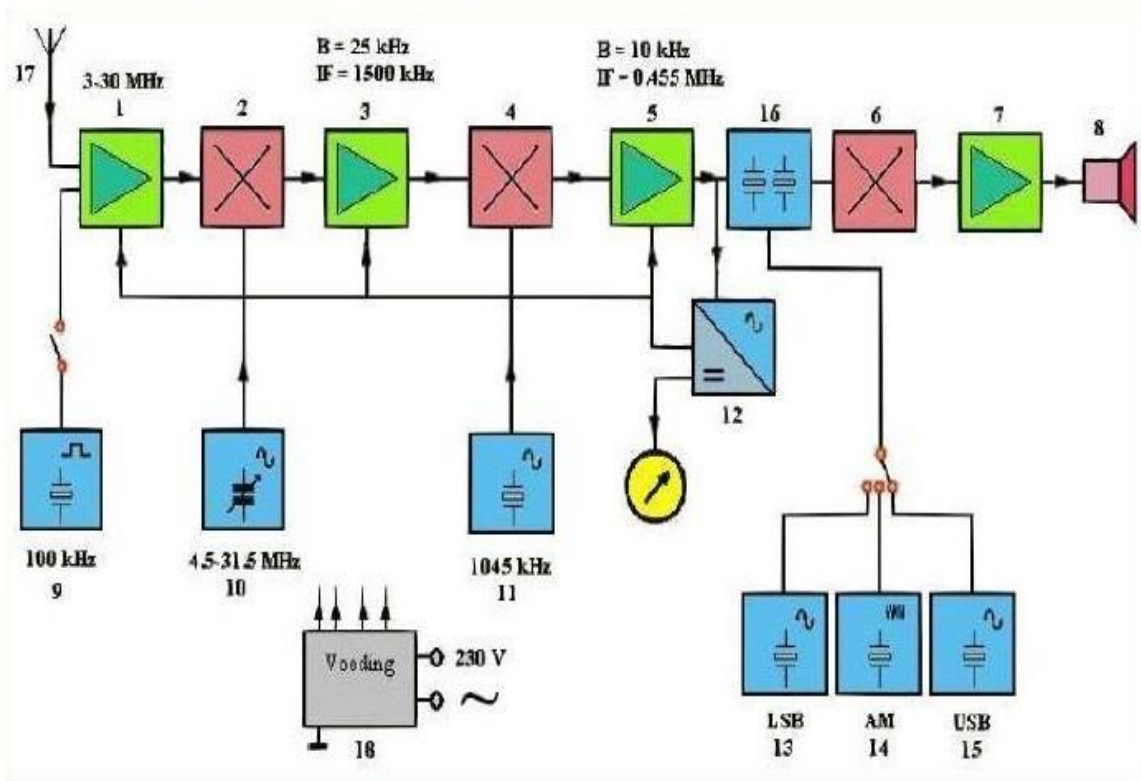 B = 25 kHz
IF = 1500 kHz
B = 10 kHz
IF - 0.455 MHz
17
3-30 MHz
1
2
3
4
5
16
6
7
8
12
100 kHz
9
4.5-31.5 MHz
10
1045 kHz
11
Voeding
230 V
18
LSB
13
AM
14
USB
15